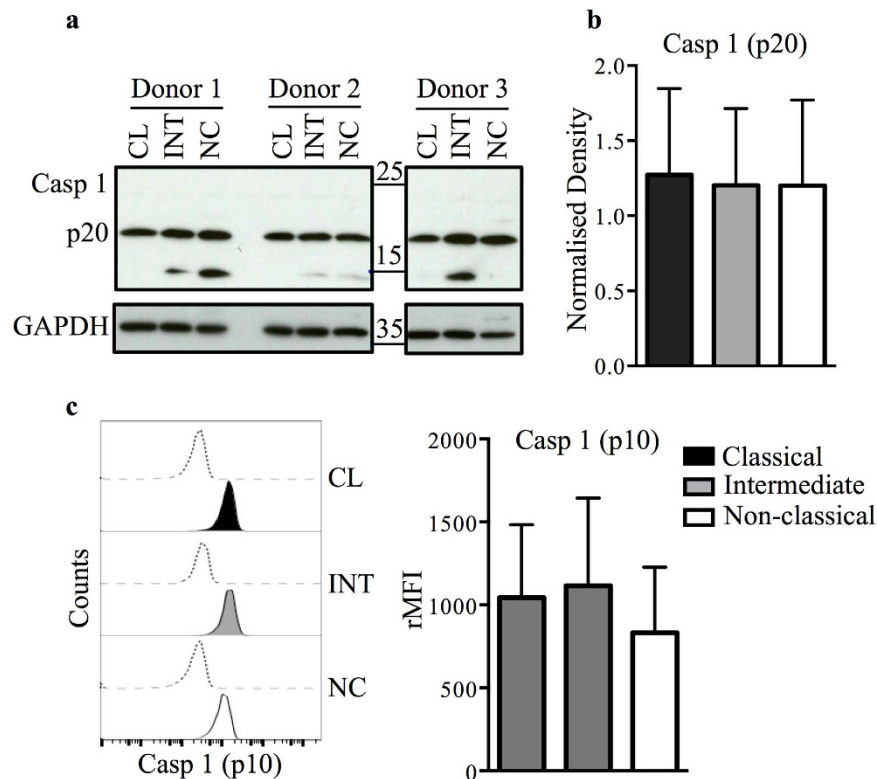 a
Donor 1 Donor 2 Donor 3
CL INT NC CL INT NC CL INT NC
Casp 1
25
p20
15
GAPDH
35
b
Casp 1 (p20)
Normalised Density
2.0
1.5
1.0
0.5
0.0
c
CL
INT
NC
Counts
Casp 1 (p10)
Casp 1 (p10)
rMFI
2000
1500
1000
500
0
Classical
Intermediate
Non-classical